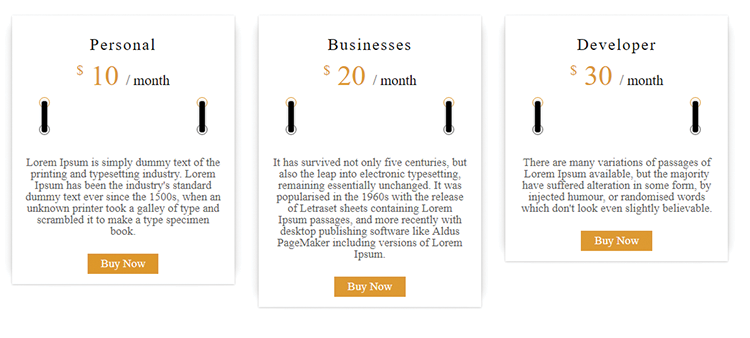 Personal
$ 10 / month
Lorem Ipsum is simply dummy text of the
printing and typesetting industry. Lorem
Ipsum has been the industry's standard
dummy text ever since the 1500s, when an
unknown printer took a galley of type and
scrambled it to make a type specimen
book.
Buy Now
Businesses
$ 20 / month
It has survived not only five centuries, but
also the leap into electronic typesetting,
remaining essentially unchanged. It was
popularised in the 1960s with the release
of Letraset sheets containing Lorem
Ipsum passages, and more recently with
desktop publishing software like Aldus
PageMaker including versions of Lorem
Ipsum.
Buy Now
Developer
$ 30 / month
There are many variations of passages of
Lorem Ipsum available, but the majority
have suffered alteration in some form, by
injected humour, or randomised words
which don't look even slightly believable.
Buy Now